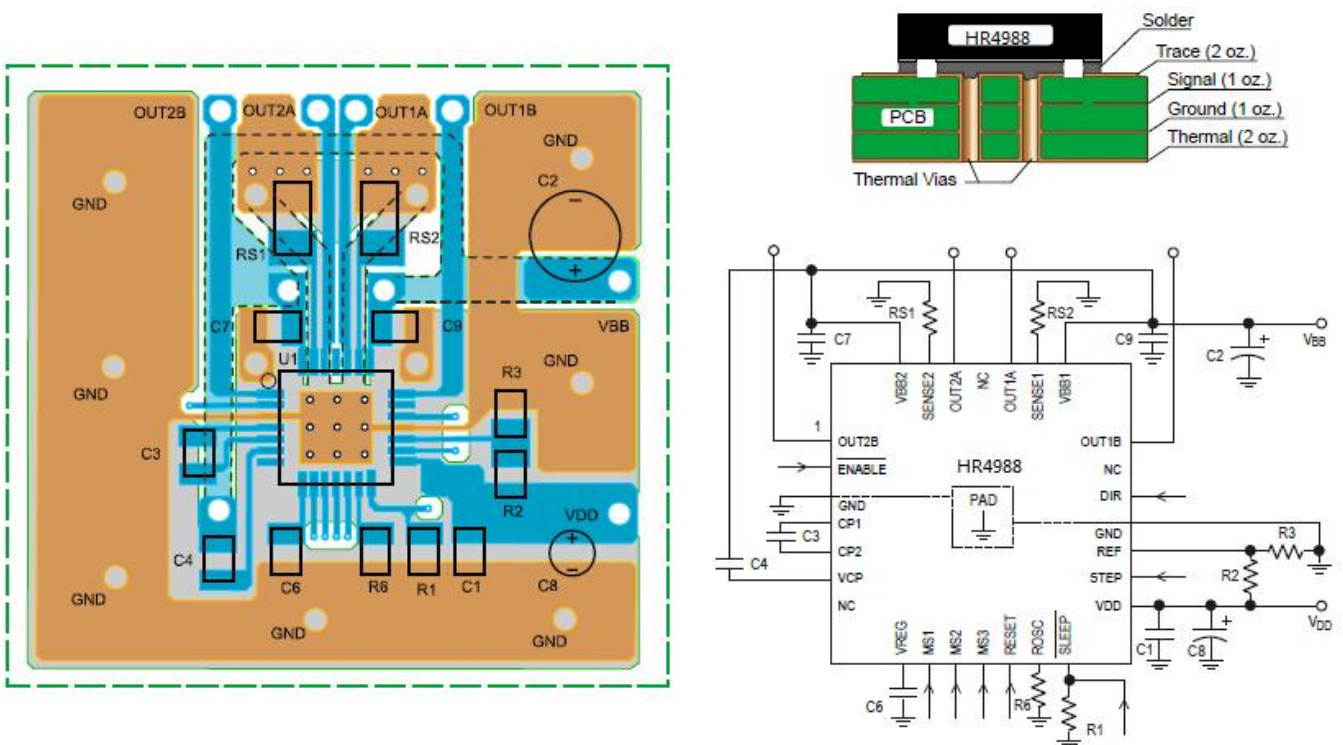 OUT2B
OUT2A
OUT1A
OUT1B
GND
C2
GND
RS1
RS2
C7
C9
VBB
U1
GND
GND
R3
C3
R2
VDD
C4
GND
C6
R6
R1
C1
C8
GND
GND
HR4988
Solder
Trace (2 oz.)
Signal (1 oz.)
Ground (1 oz.)
Thermal (2 oz.)
PCB
Thermal Vias
RS1
RS2
C7
C9
C2
VBB
VBB2
SENSE2
OUT2A
NC
OUT1A
SENSE1
VBB1
1
OUT2B
OUT1B
ENABLE
HR4988
NC
GND
PAD
DIR
CP1
GND
C3
CP2
REF
R3
C4
VCP
STEP
R2
NC
VDD
VDD
C1
C8
VREG
MS1
MS2
MS3
RESET
ROSC
SLEEP
C6
R6
R1